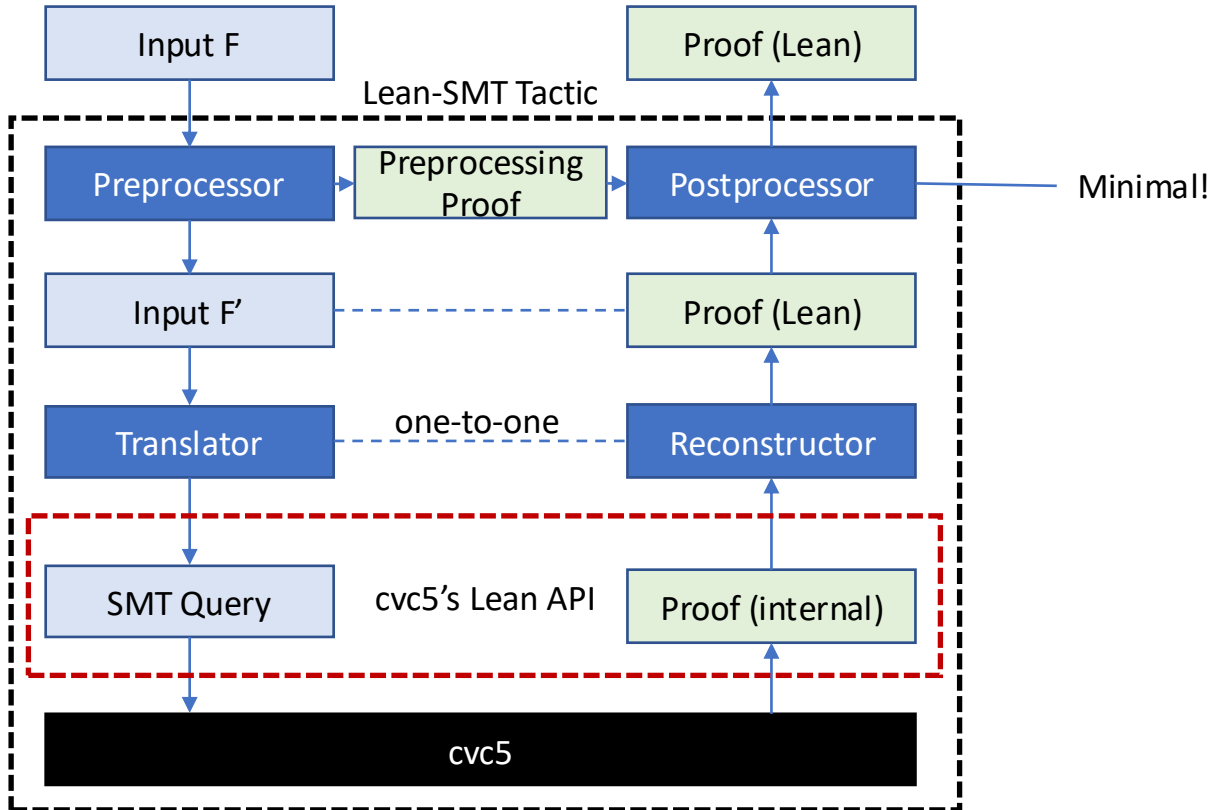 Input F
Proof (Lean)
Lean-SMT Tactic
Preprocessor
Preprocessing
Proof
Postprocessor
Minimal!
Input F’
Proof (Lean)
Translator
one-to-one
Reconstructor
SMT Query
cvc5’s Lean API
Proof (internal)
cvc5